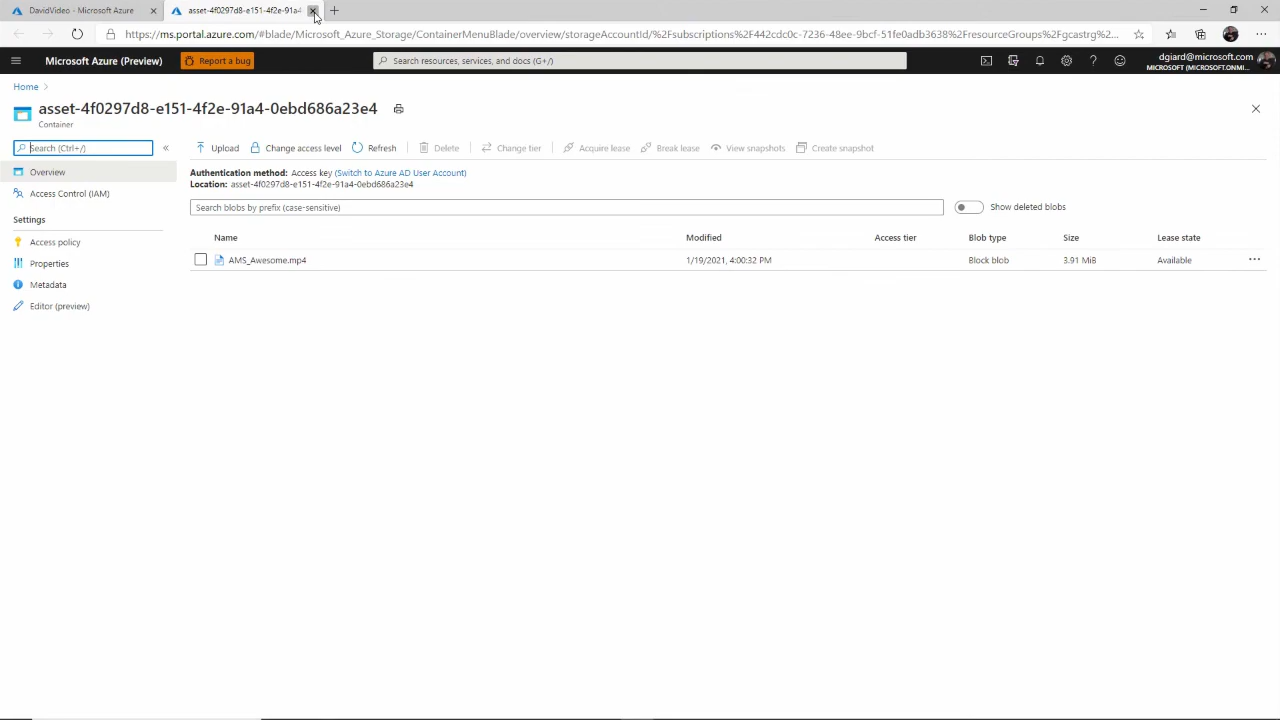 DavidVideo - Microsoft Azure
asset-4f0297d8-e151-4f2e-91a4
https://ms.portal.azure.com/#blade/Microsoft_Azure_Storage/ContainerMenuBlade/overview/storageAccountId/%2Fsubscriptions%2F442cdc0c-7236-48ee-9bcf-51fe0adb3638%2FresourceGroups%2Fgcastrg%2...
Microsoft Azure (Preview)
Report a bug
Search resources, services, and docs (G+/)
dgiard@microsoft.com
MICROSOFT (MICROSOFT.ONMI...
Home
asset-4f0297d8-e151-4f2e-91a4-0ebd686a23e4
Container
Search (Ctrl+/)
«
Upload Change access level Refresh Delete Change tier Acquire lease Break lease View snapshots Create snapshot
Overview
Access Control (IAM)
Settings
Access policy
Properties
Metadata
Editor (preview)
Authentication method: Access key (Switch to Azure AD User Account)
Location: asset-4f0297d8-e151-4f2e-91a4-0ebd686a23e4
Search blobs by prefix (case-sensitive)
Show deleted blobs
Name Modified Access tier Blob type Size Lease state
AMS_Awesome.mp4 1/19/2021, 4:00:32 PM Block blob 3.91 MiB Available